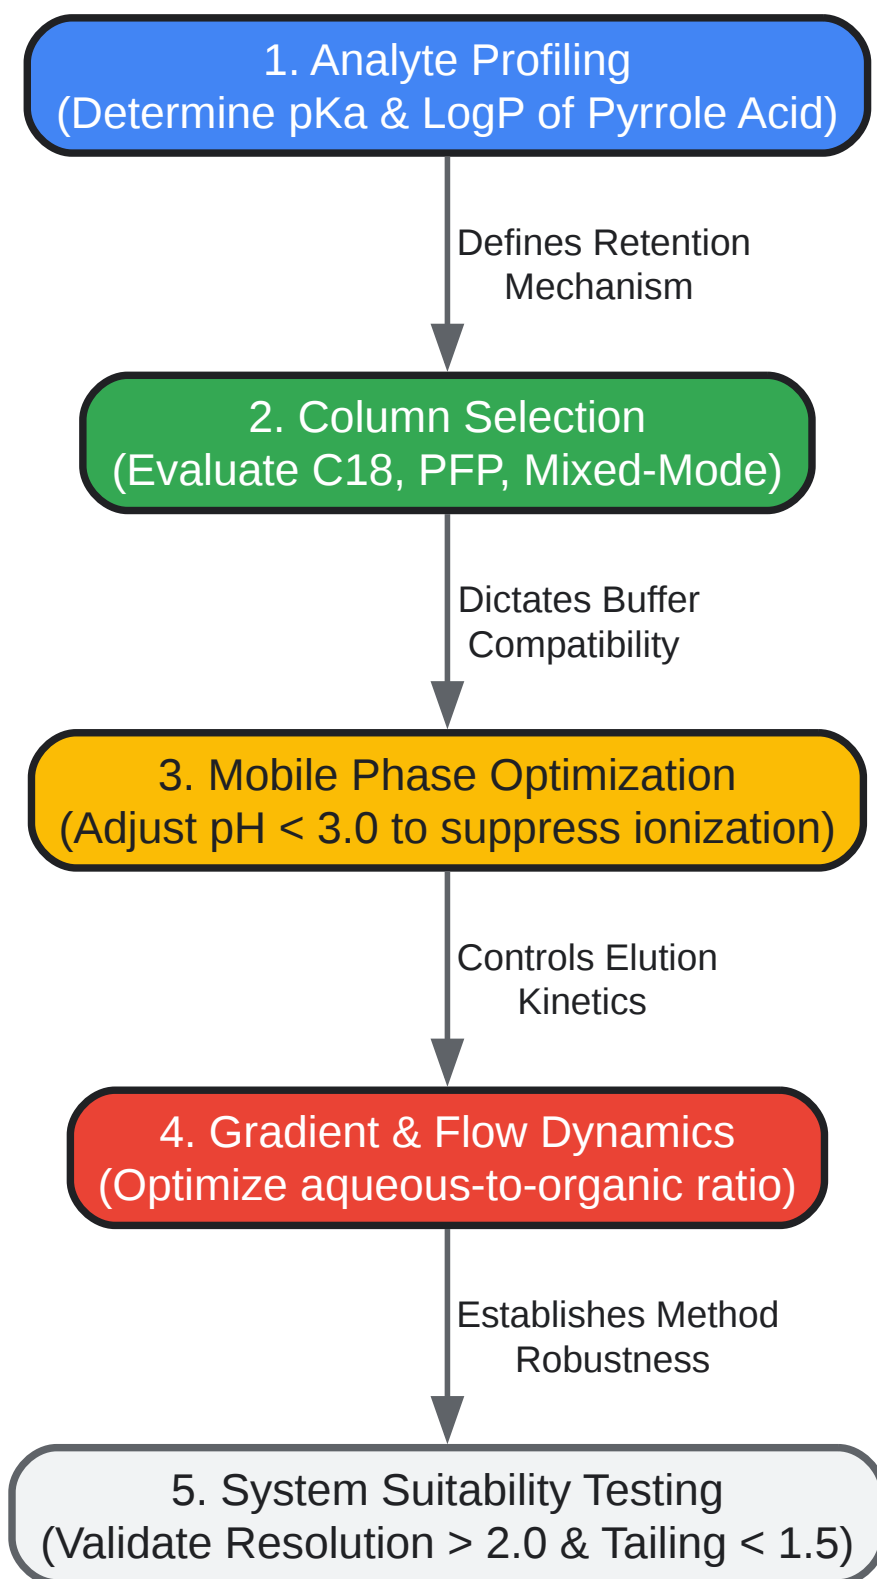 1. Analyte Profiling
(Determine pKa & LogP of Pyrrole Acid)
Defines Retention
Mechanism
2. Column Selection
(Evaluate C18, PFP, Mixed-Mode)
Dictates Buffer
Compatibility
3. Mobile Phase Optimization
(Adjust pH < 3.0 to suppress ionization)
Controls Elution
Kinetics
4. Gradient & Flow Dynamics
(Optimize aqueous-to-organic ratio)
Establishes Method
Robustness
5. System Suitability Testing
(Validate Resolution > 2.0 & Tailing < 1.5)